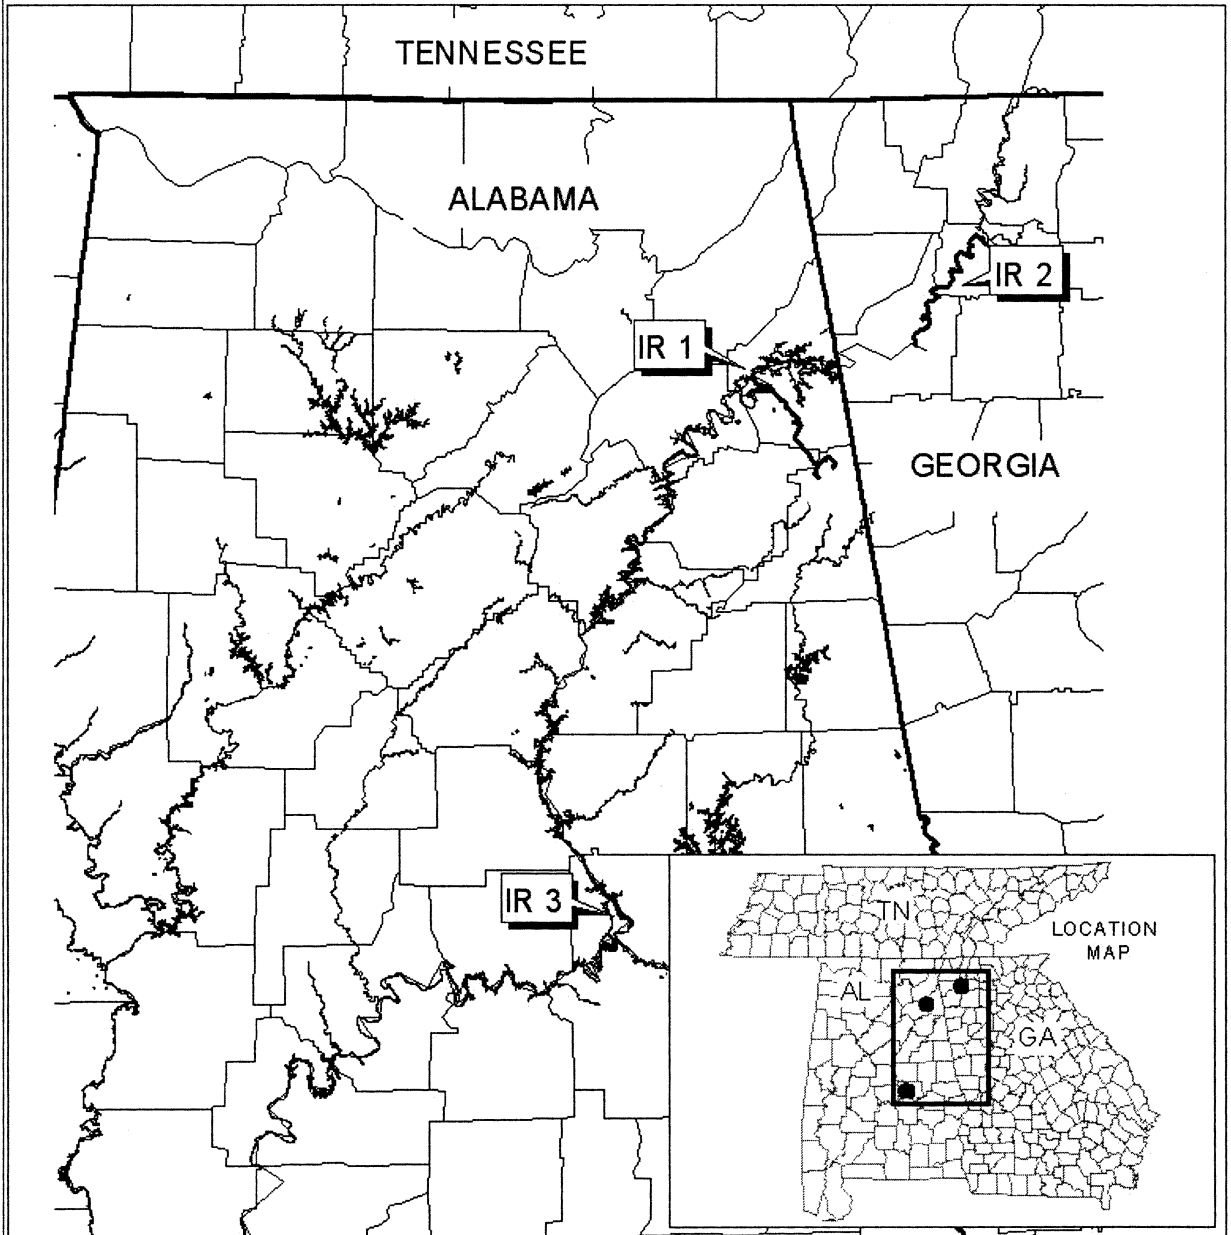 TENNESSEE
ALABAMA
IR 2
IR 1
GEORGIA
IR 3
TN
LOCATION
MAP
AL
GA